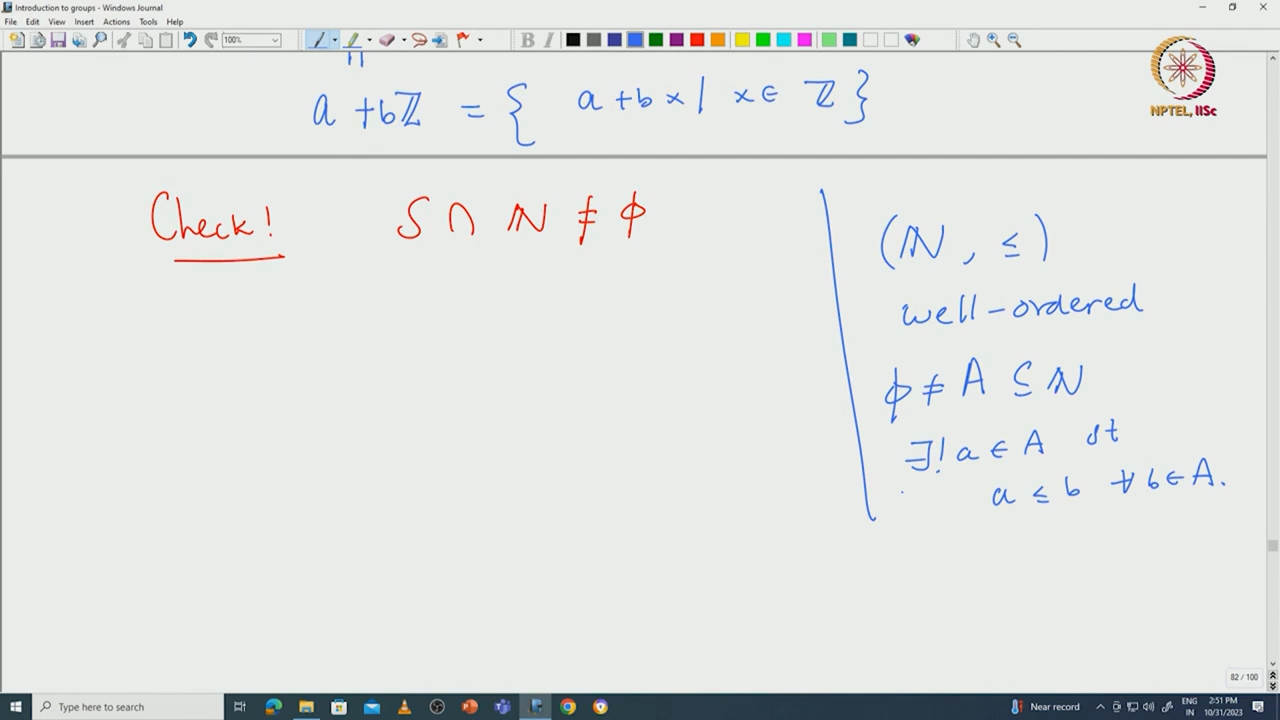 Introduction to groups - Windows Journal
File Edit View Insert Actions Tools Help
100%
B I
NPTEL, IISc
a + bℤ = { a + b x | x ∈ ℤ }
Check! S ∩ ℕ ≠ ϕ
(ℕ, ≤)
well-ordered
ϕ ≠ A ⊆ ℕ
∃! a ∈ A st
a ≤ b ∀ b ∈ A.
82 / 100
Type here to search
Near record
ENG
IN
2:51 PM
10/31/2023